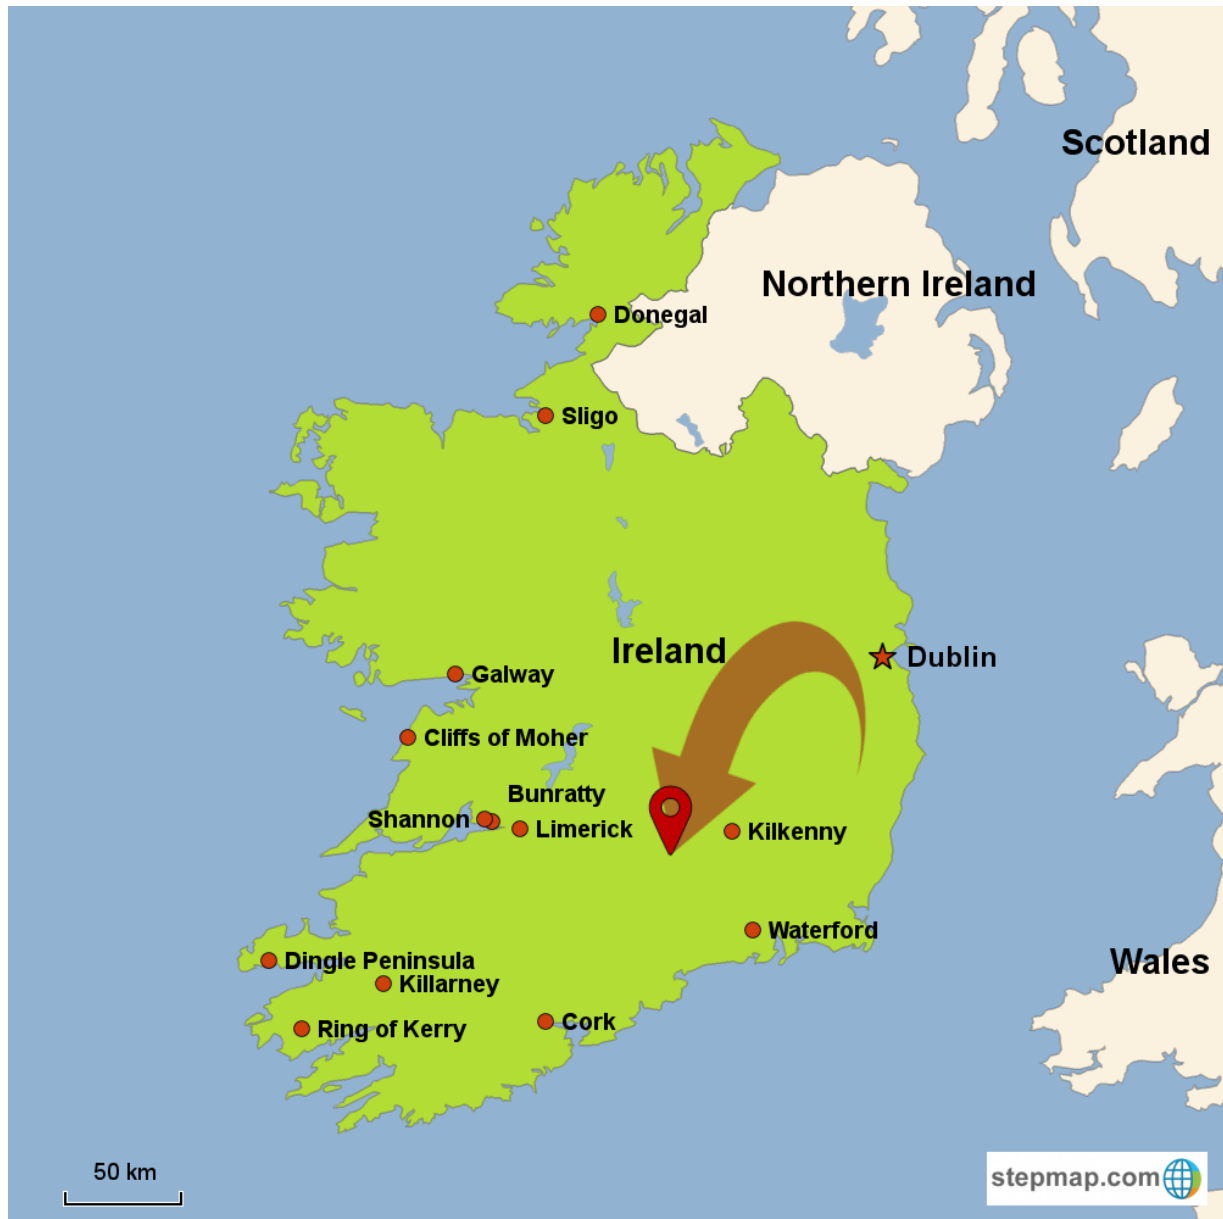 Scotland
Northern Ireland
Donegal
Sligo
Ireland
Dublin
Galway
Cliffs of Moher
Bunratty
Shannon
Limerick
Kilkenny
Waterford
Dingle Peninsula
Wales
Killarney
Cork
Ring of Kerry
50 km
stepmap.com